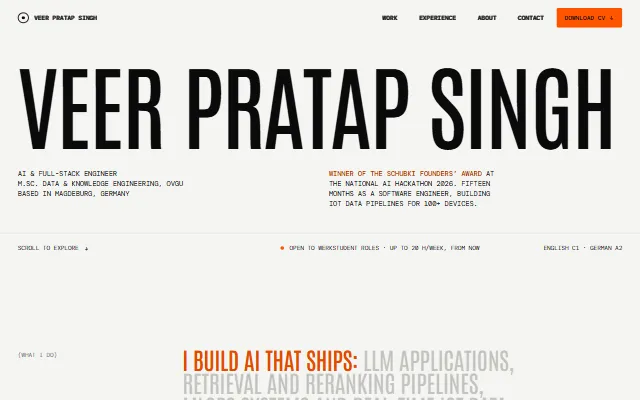 VEER PRATAP SINGH
WORK EXPERIENCE ABOUT CONTACT DOWNLOAD CV ↓
VEER PRATAP SINGH
AI & FULL-STACK ENGINEER
M.SC. DATA & KNOWLEDGE ENGINEERING, OVGU
BASED IN MAGDEBURG, GERMANY
WINNER OF THE SCHUBKI FOUNDERS' AWARD AT
THE NATIONAL AI HACKATHON 2026. FIFTEEN
MONTHS AS A SOFTWARE ENGINEER, BUILDING
IOT DATA PIPELINES FOR 100+ DEVICES.
SCROLL TO EXPLORE ↓
OPEN TO WERKSTUDENT ROLES · UP TO 20 H/WEEK, FROM NOW
ENGLISH C1 · GERMAN A2
(WHAT I DO)
I BUILD AI THAT SHIPS: LLM APPLICATIONS,
RETRIEVAL AND RERANKING PIPELINES,